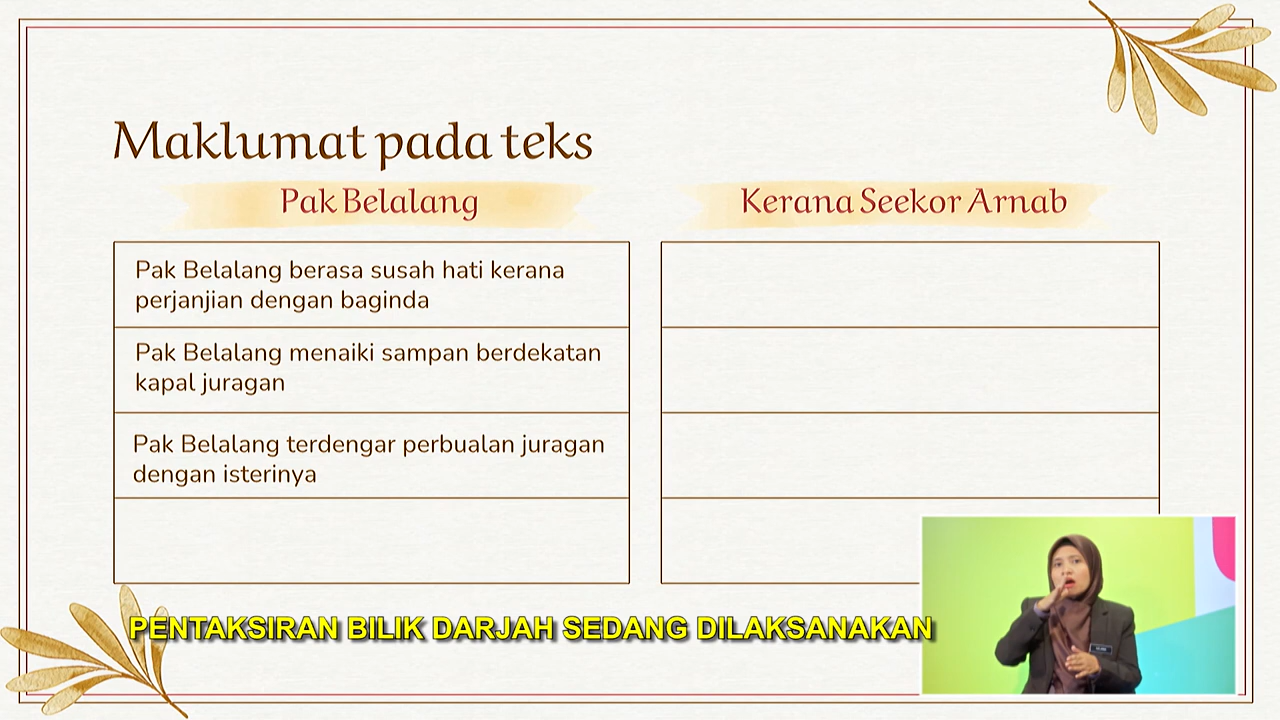 Maklumat pada teks
Pak Belalang
Kerana Seekor Arnab
Pak Belalang berasa susah hati kerana
perjanjian dengan baginda
Pak Belalang menaiki sampan berdekatan
kapal juragan
Pak Belalang terdengar perbualan juragan
dengan isterinya
PENTAKSIRAN BILIK DARJAH SEDANG DILAKSANAKAN